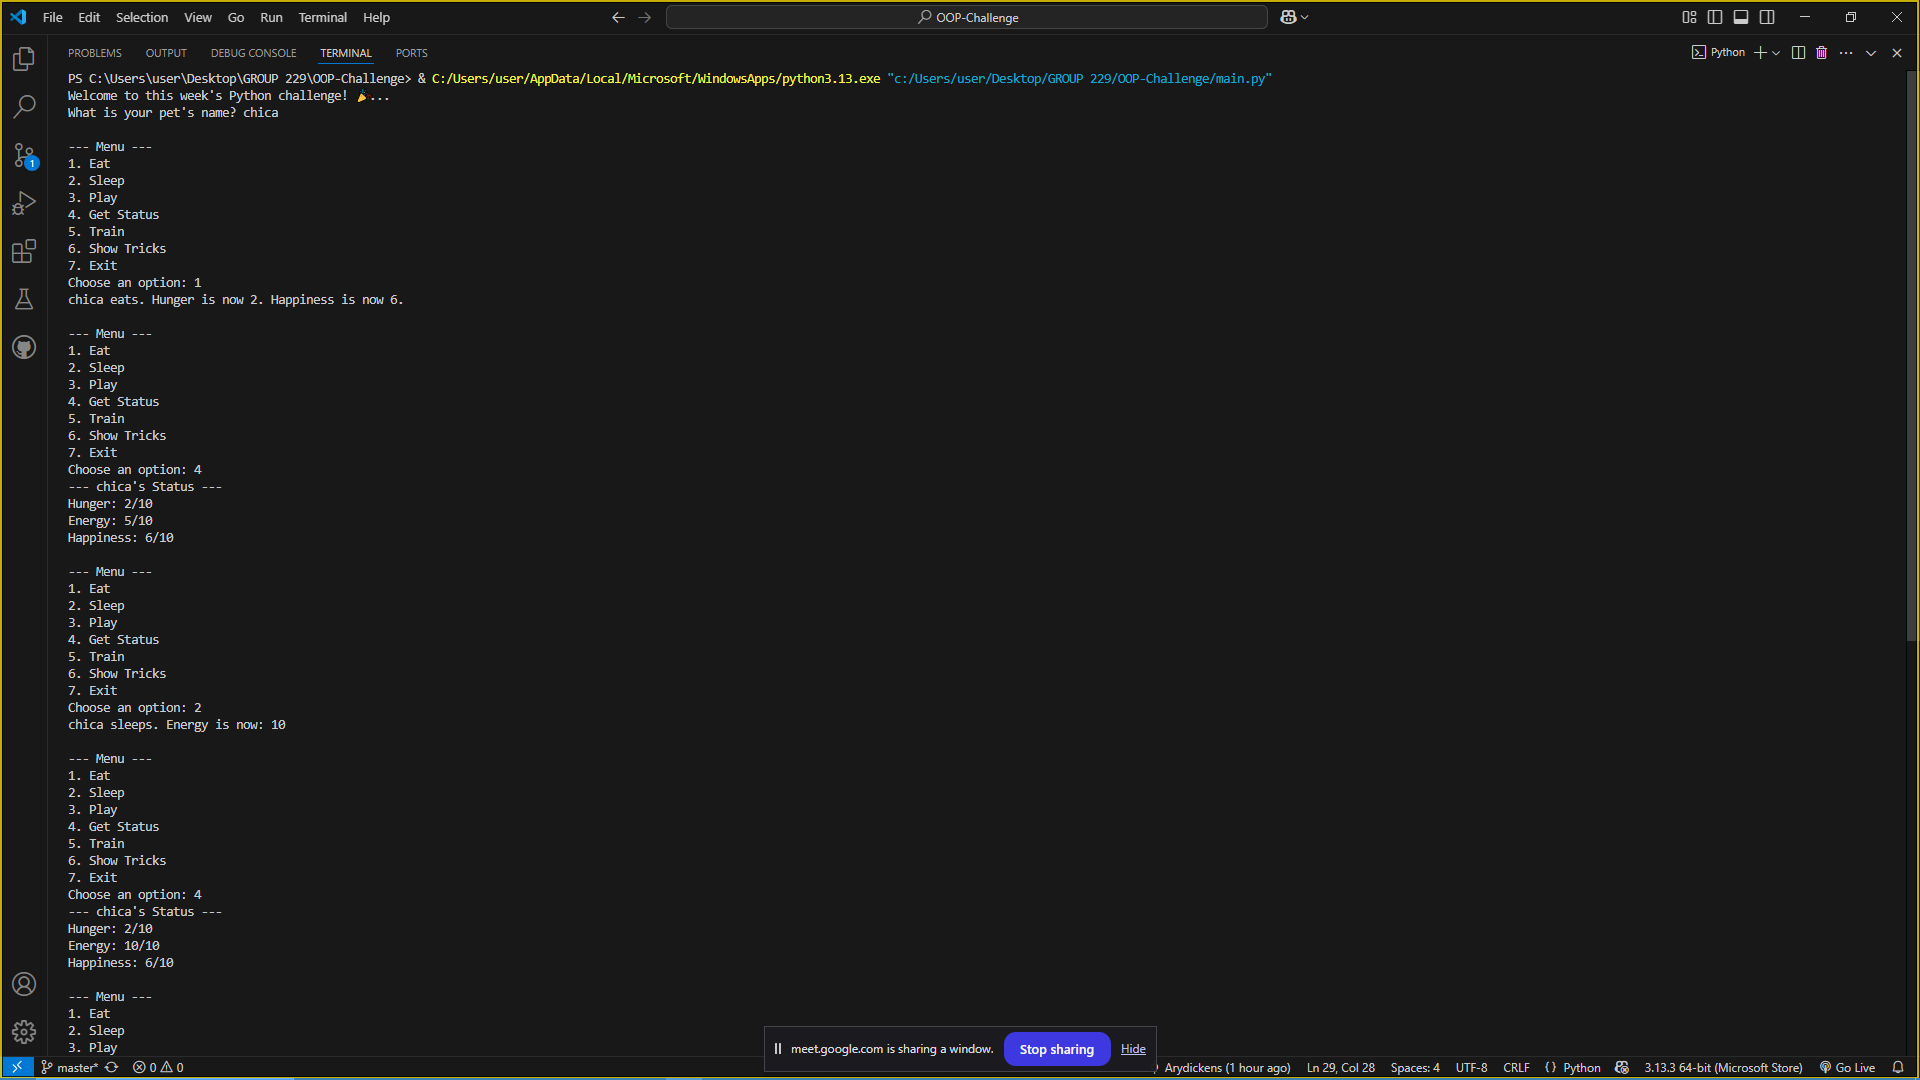 File Edit Selection View Go Run Terminal Help
OOP-Challenge
PROBLEMS OUTPUT DEBUG CONSOLE TERMINAL PORTS
Python
PS C:\Users\user\Desktop\GROUP 229\OOP-Challenge> & C:/Users/user/AppData/Local/Microsoft/WindowsApps/python3.13.exe "c:/Users/user/Desktop/GROUP 229/OOP-Challenge/main.py"
Welcome to this week's Python challenge! 🎉...
What is your pet's name? chica
--- Menu ---
1. Eat
2. Sleep
3. Play
4. Get Status
5. Train
6. Show Tricks
7. Exit
Choose an option: 1
chica eats. Hunger is now 2. Happiness is now 6.
--- Menu ---
1. Eat
2. Sleep
3. Play
4. Get Status
5. Train
6. Show Tricks
7. Exit
Choose an option: 4
--- chica's Status ---
Hunger: 2/10
Energy: 5/10
Happiness: 6/10
--- Menu ---
1. Eat
2. Sleep
3. Play
4. Get Status
5. Train
6. Show Tricks
7. Exit
Choose an option: 2
chica sleeps. Energy is now: 10
--- Menu ---
1. Eat
2. Sleep
3. Play
4. Get Status
5. Train
6. Show Tricks
7. Exit
Choose an option: 4
--- chica's Status ---
Hunger: 2/10
Energy: 10/10
Happiness: 6/10
--- Menu ---
1. Eat
2. Sleep
3. Play
1
meet.google.com is sharing a window. Stop sharing Hide
master* 0 0 Arydickens (1 hour ago) Ln 29, Col 28 Spaces: 4 UTF-8 CRLF {} Python 3.13.3 64-bit (Microsoft Store) Go Live